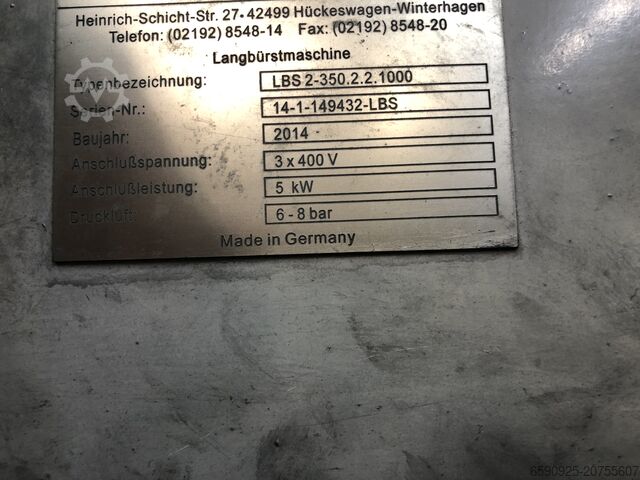 Heinrich-Schicht-Str. 27 · 42499 Hückeswagen-Winterhagen
Telefon: (02192) 8548-14 Fax: (02192) 8548-20
Langbürstmaschine
Typenbezeichnung: LBS 2-350.2.2.1000
Serien-Nr.: 14-1-149432-LBS
Baujahr: 2014
Anschlußspannung: 3 x 400 V
Anschlußleistung: 5 kW
Druckluft: 6 - 8 bar
Made in Germany
6590925-20755607